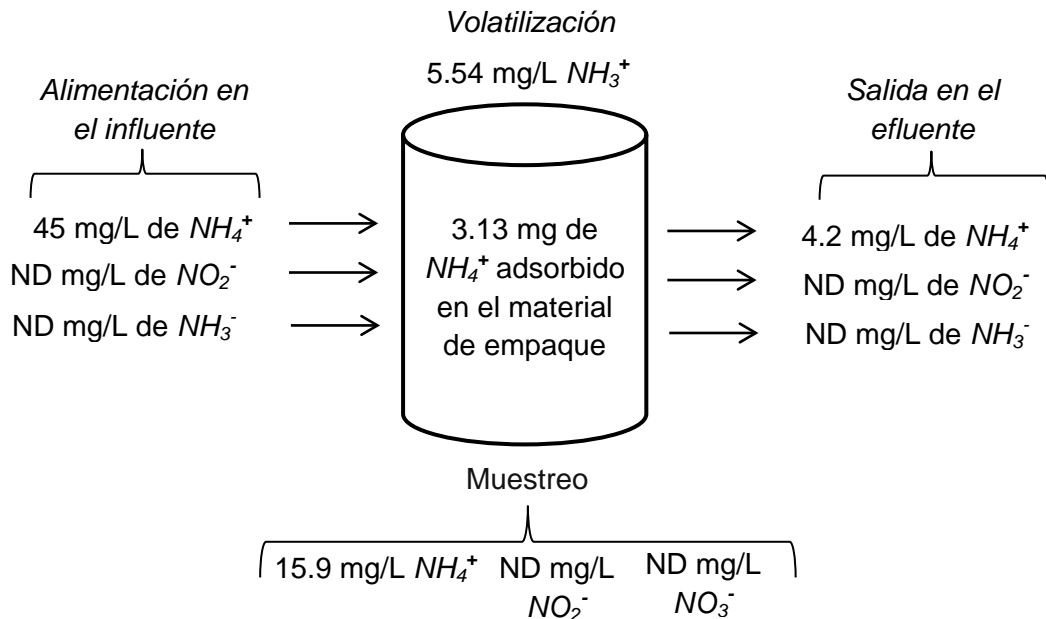 Volatilización
5.54 mg/L NH₃⁺
Alimentación en
el influente
45 mg/L de NH₄⁺
ND mg/L de NO₂⁻
ND mg/L de NH₃⁻
3.13 mg de
NH₄⁺ adsorbido
en el material
de empaque
Salida en el
efluente
4.2 mg/L de NH₄⁺
ND mg/L de NO₂⁻
ND mg/L de NH₃⁻
Muestreo
15.9 mg/L NH₄⁺
ND mg/L
NO₂⁻
ND mg/L
NO₃⁻